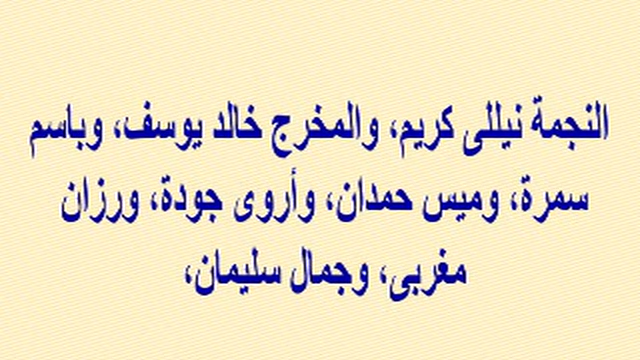 النجمة نيللى كريم، والمخرج خالد يوسف، وباسم
سمرة، وميس حمدان، وأروى جودة، ورزان
مغربى، وجمال سليمان،